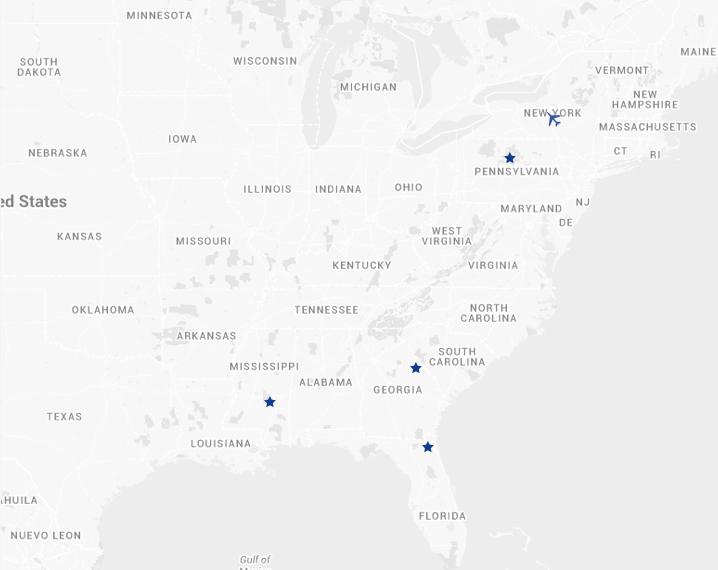 MINNESOTA
MAINE
WISCONSIN
SOUTH
DAKOTA
VERMONT
MICHIGAN
NEW
HAMPSHIRE
NEW YORK
MASSACHUSETTS
IOWA
NEBRASKA
CT
RI
PENNSYLVANIA
ILLINOIS
INDIANA
OHIO
ed States
MARYLAND
NJ
DE
KANSAS
MISSOURI
WEST
VIRGINIA
KENTUCKY
VIRGINIA
OKLAHOMA
TENNESSEE
NORTH
CAROLINA
ARKANSAS
SOUTH
CAROLINA
MISSISSIPPI
ALABAMA
GEORGIA
TEXAS
LOUISIANA
AHUILA
FLORIDA
NUEVO LEON
Gulf of